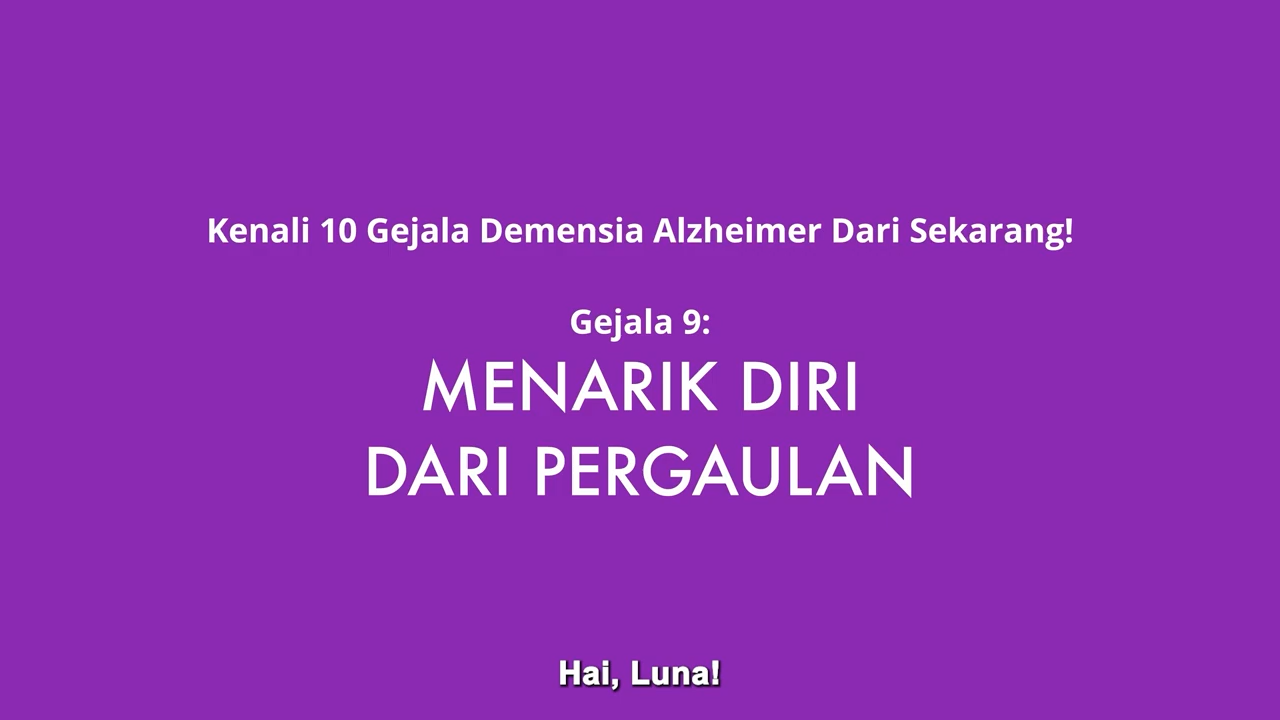 Kenali 10 Gejala Demensia Alzheimer Dari Sekarang!
Gejala 9:
MENARIK DIRI
DARI PERGAULAN
Hai, Luna!